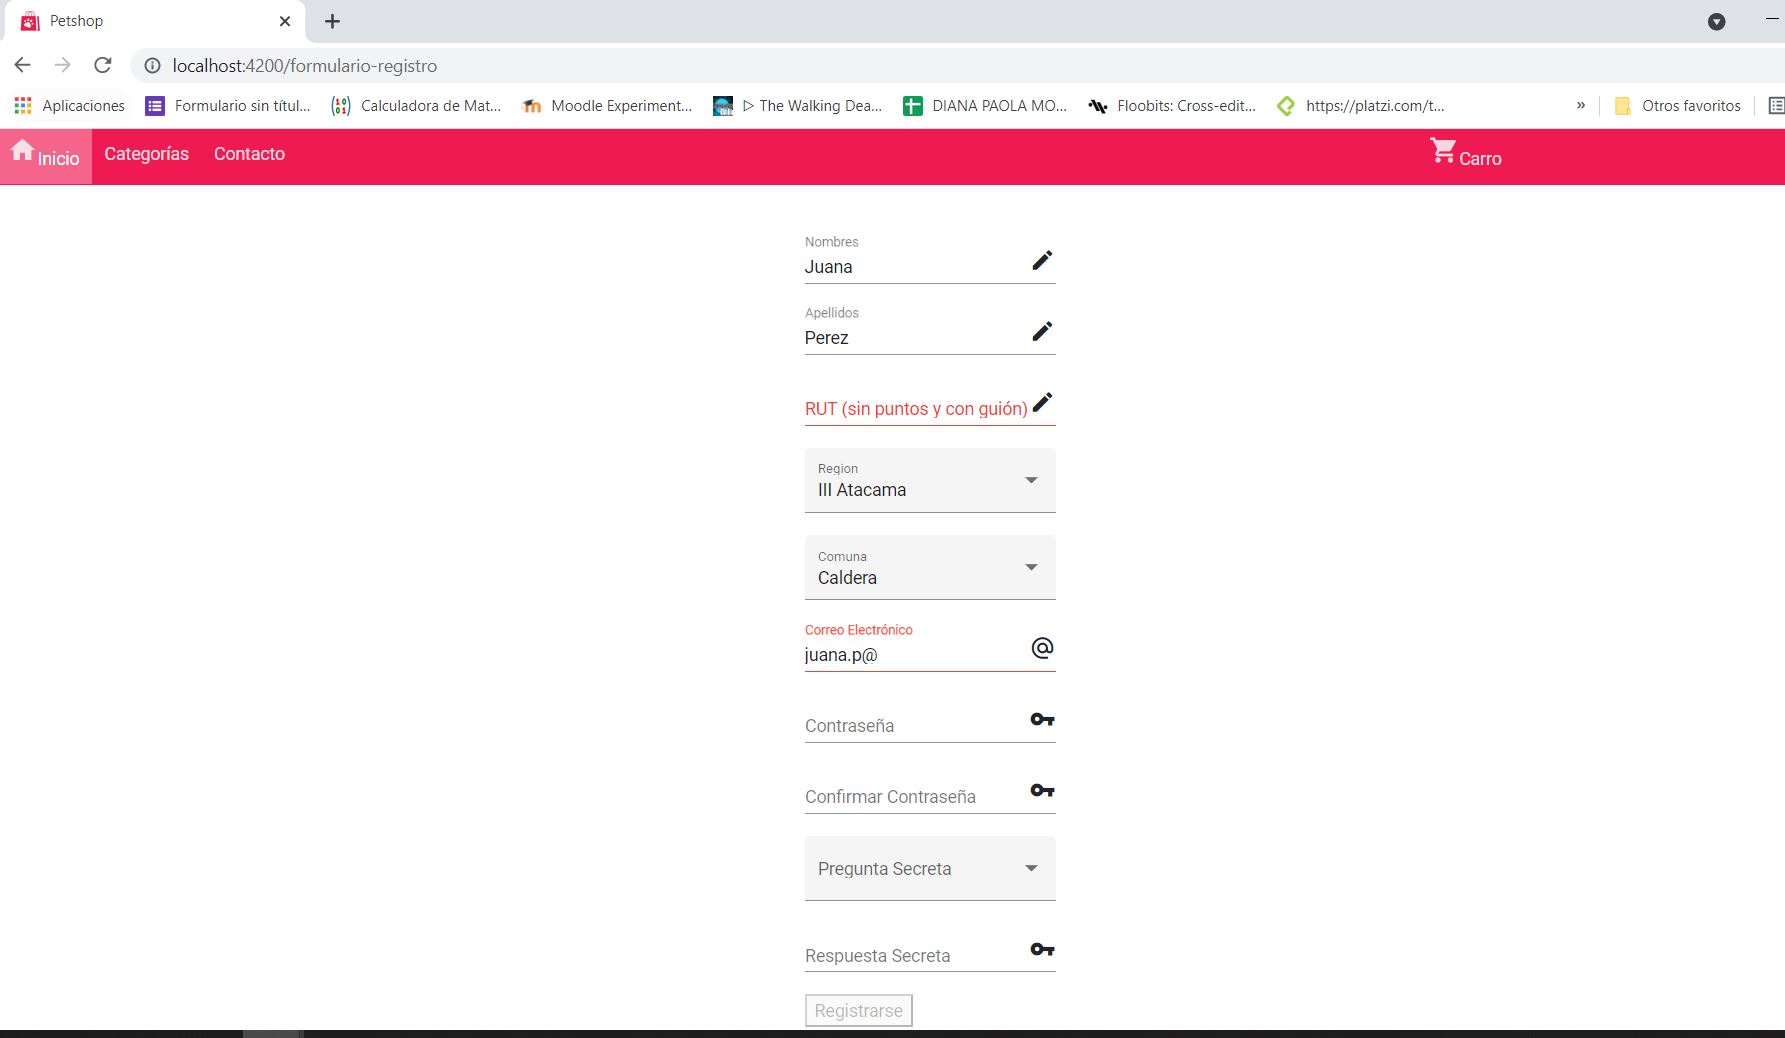 Petshop
localhost:4200/formulario-registro
Aplicaciones Formulario sin títul... Calculadora de Mat... Moodle Experiment... ▷ The Walking Dea... DIANA PAOLA MO... Floobits: Cross-edit... https://platzi.com/t... » Otros favoritos
Inicio Categorías Contacto Carro
Nombres
Juana
Apellidos
Perez
RUT (sin puntos y con guión)
Region
III Atacama
Comuna
Caldera
Correo Electrónico
juana.p@
Contraseña
Confirmar Contraseña
Pregunta Secreta
Respuesta Secreta
Registrarse